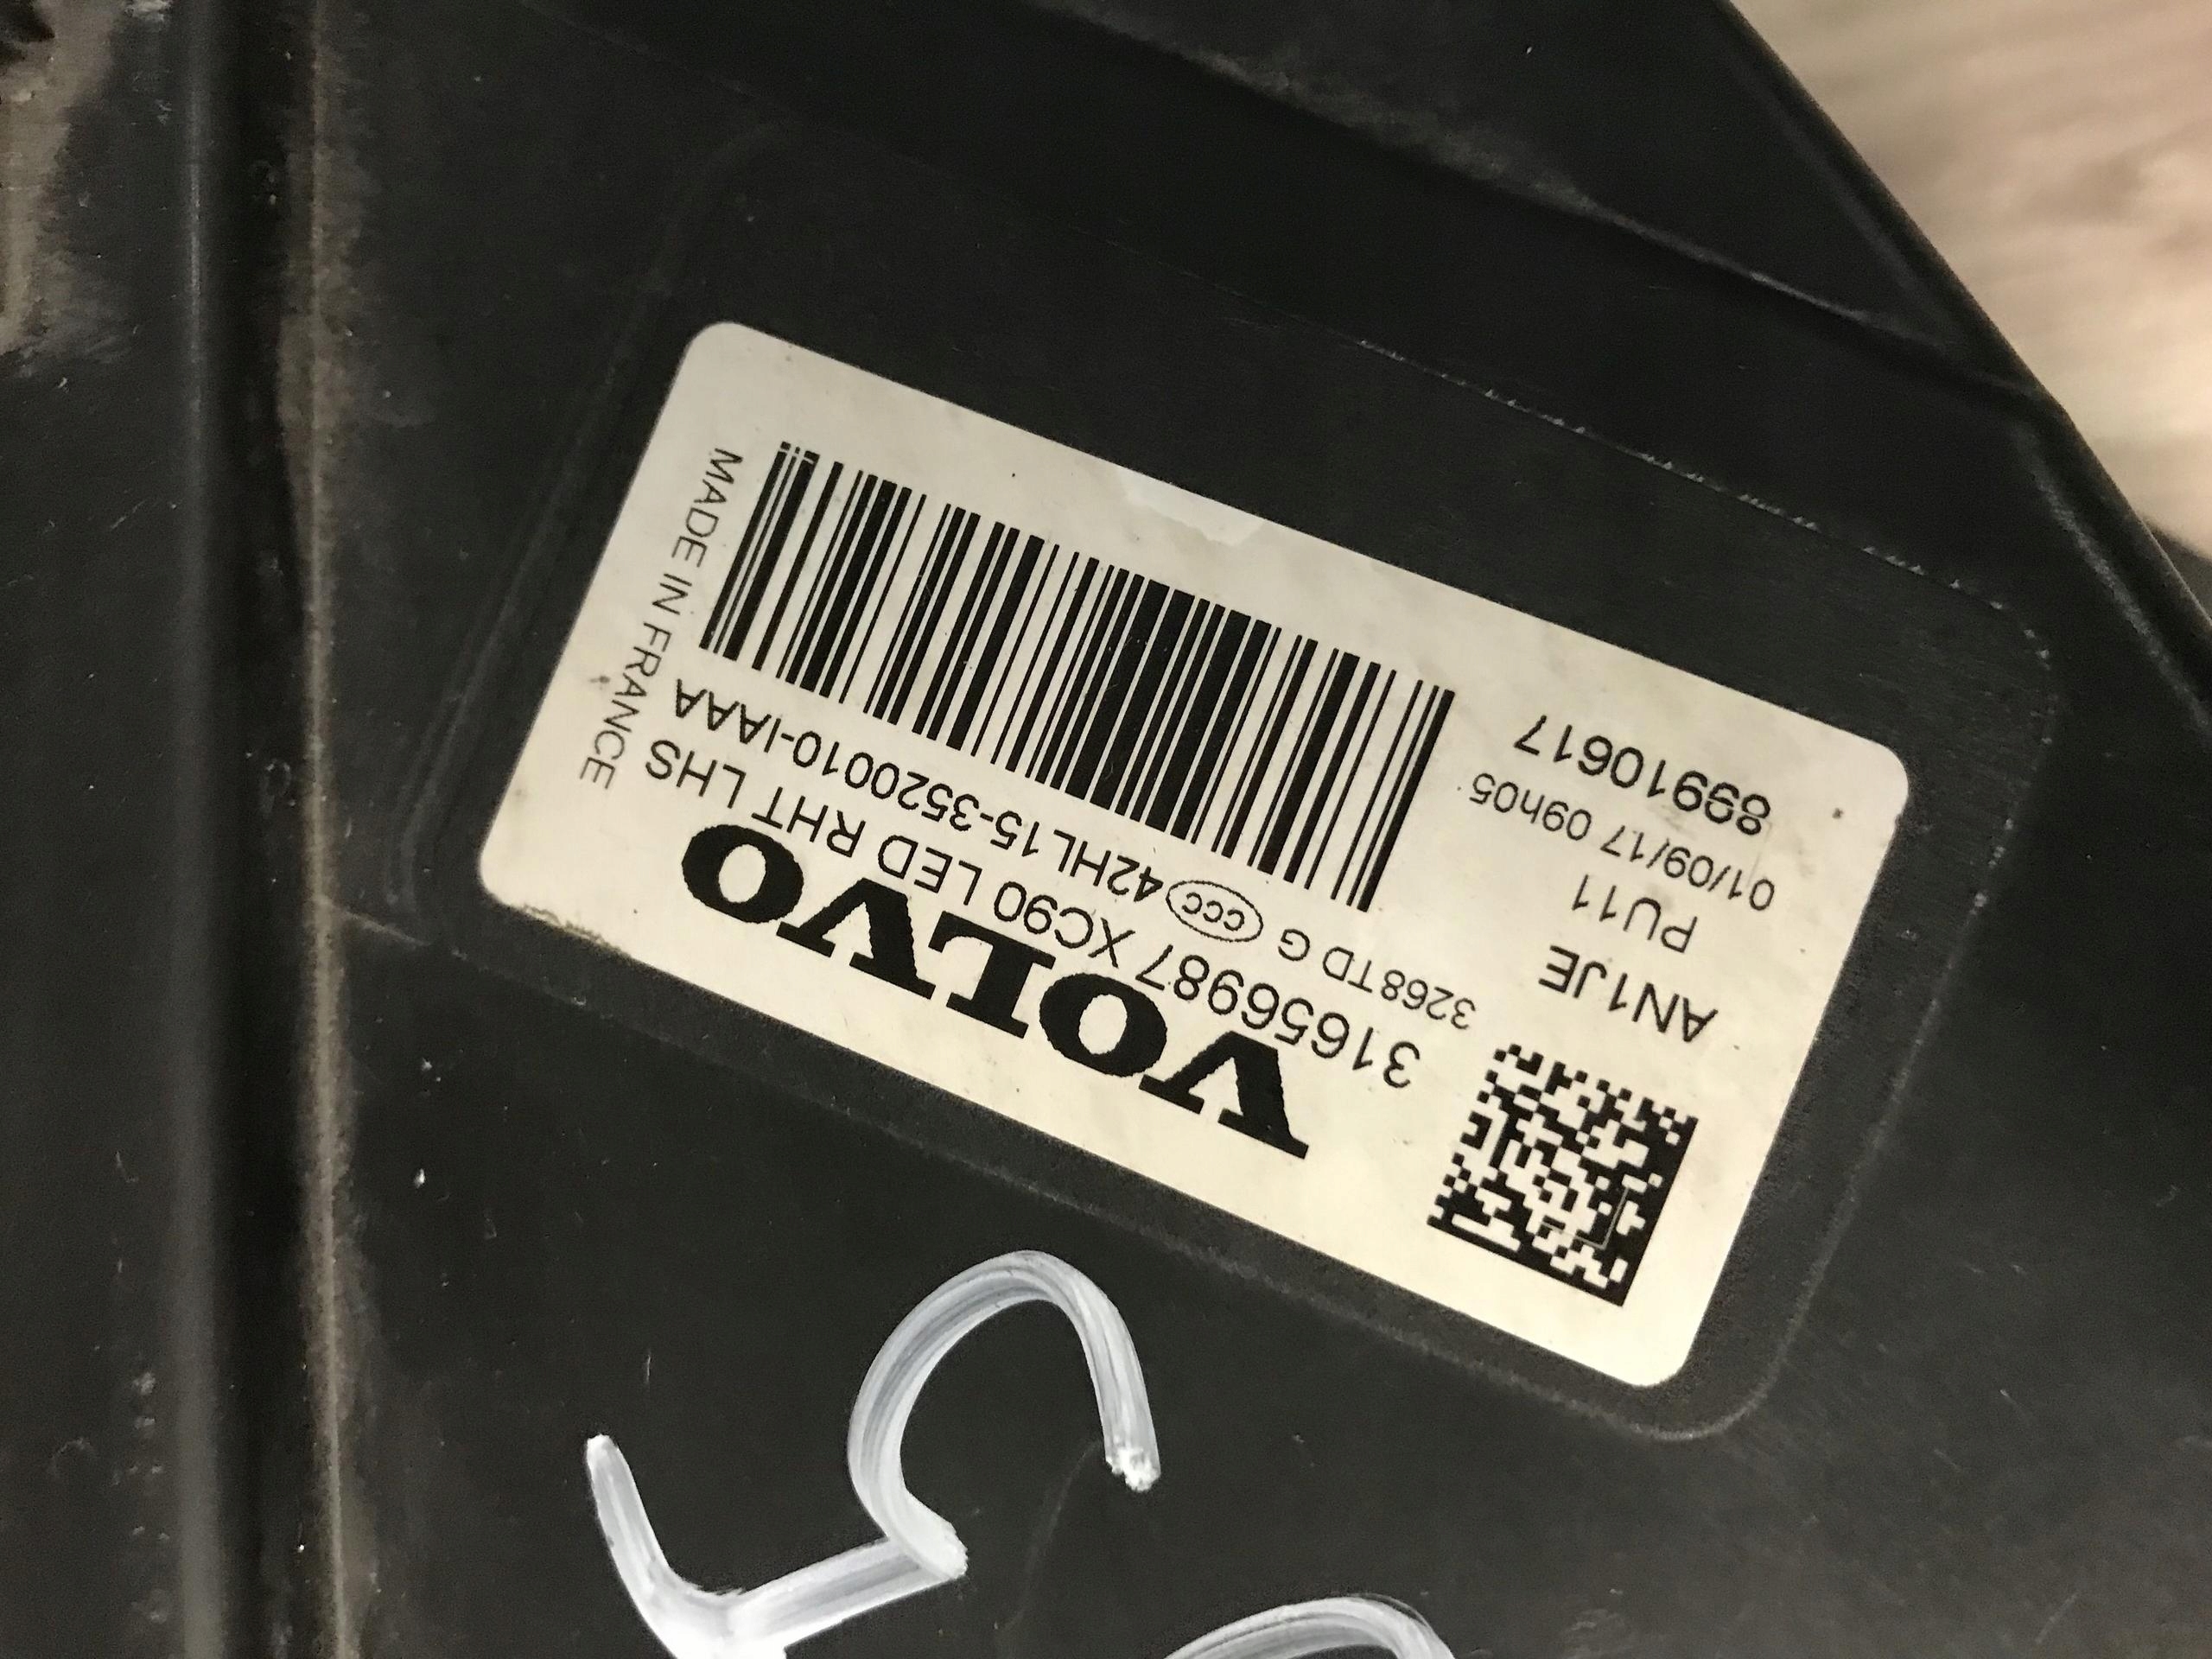 VOLVO
31656987 XC90 LED RHT LHS
3268TD G CCC 42HL15-3520010-IAAA
MADE IN FRANCE
AN1JE
PU11
01/09/17 09h05
89910617